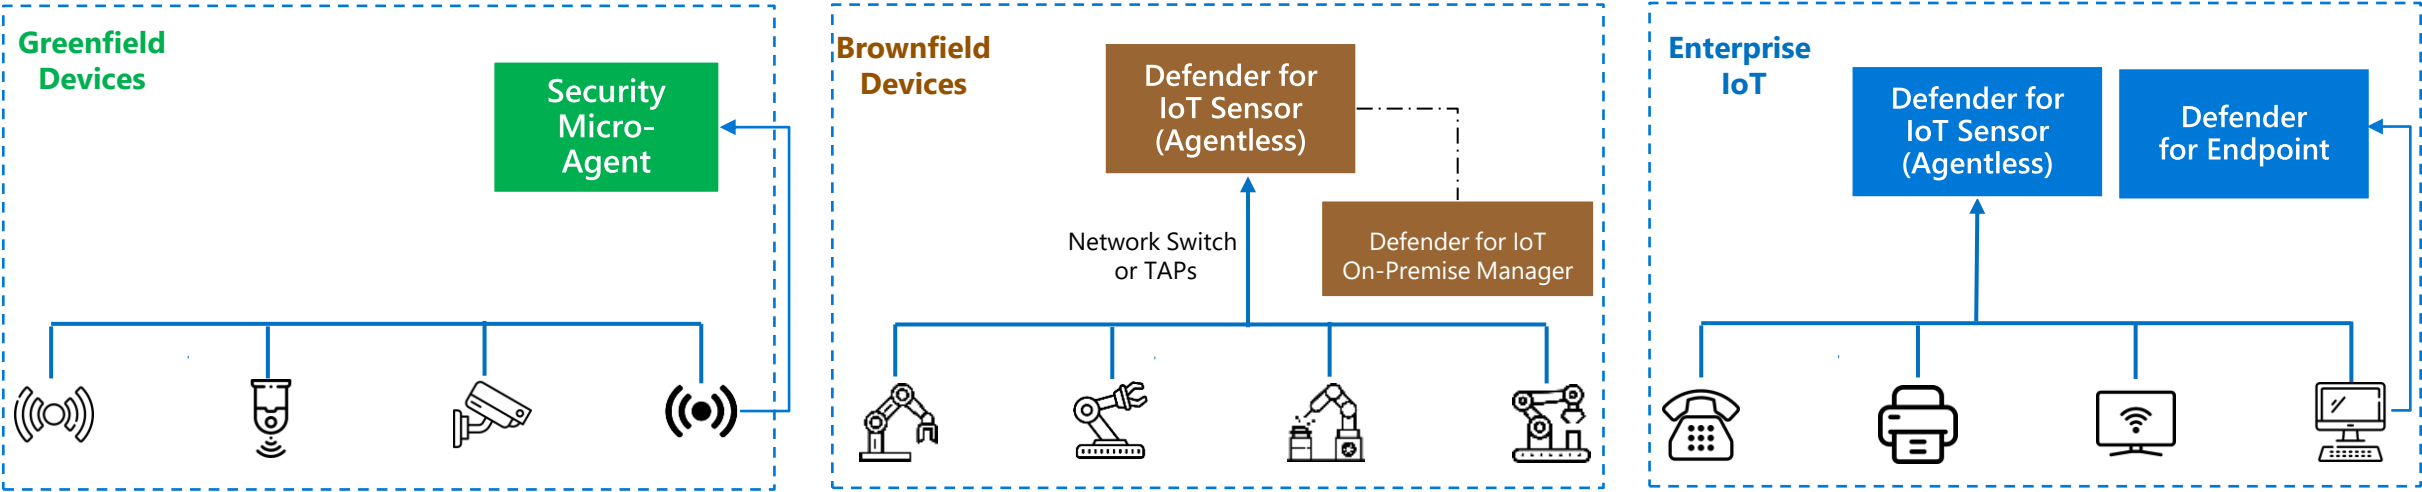 Greenfield
Devices
Security
Micro-
Agent
Brownfield
Devices
Defender for
IoT Sensor
(Agentless)
Network Switch
or TAPs
Defender for IoT
On-Premise Manager
Enterprise
IoT
Defender for
IoT Sensor
(Agentless)
Defender
for Endpoint